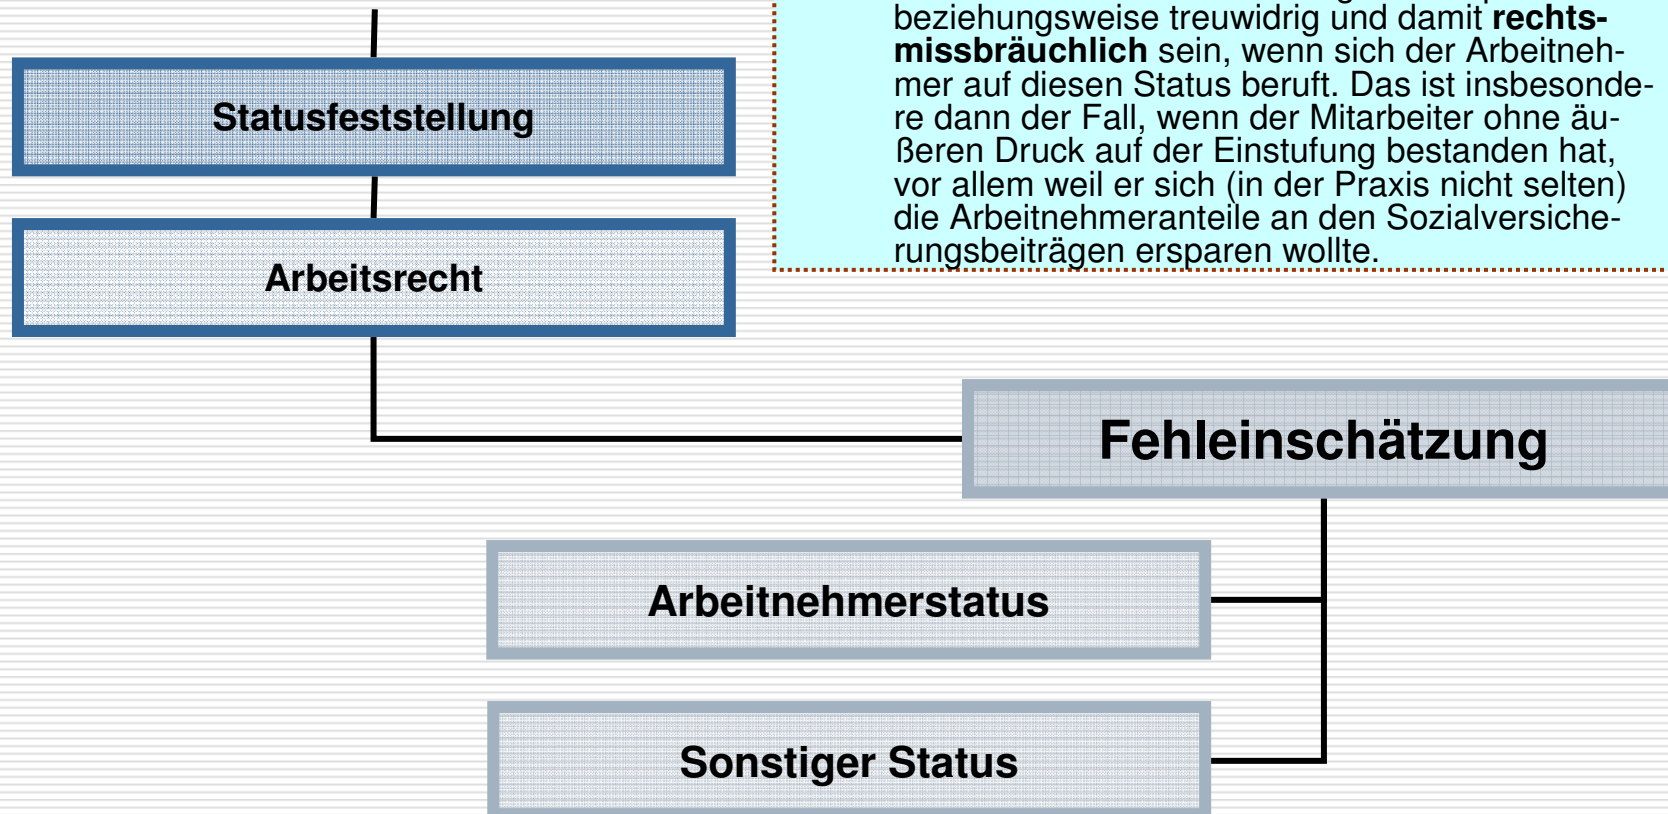 beziehungsweise treuwidrig und damit rechts-
missbräuchlich sein, wenn sich der Arbeitneh-
mer auf diesen Status beruft. Das ist insbesonde-
re dann der Fall, wenn der Mitarbeiter ohne äu-
ßeren Druck auf der Einstufung bestanden hat,
vor allem weil er sich (in der Praxis nicht selten)
die Arbeitnehmeranteile an den Sozialversiche-
rungsbeiträgen ersparen wollte.
Statusfeststellung
Arbeitsrecht
Fehleinschätzung
Arbeitnehmerstatus
Sonstiger Status